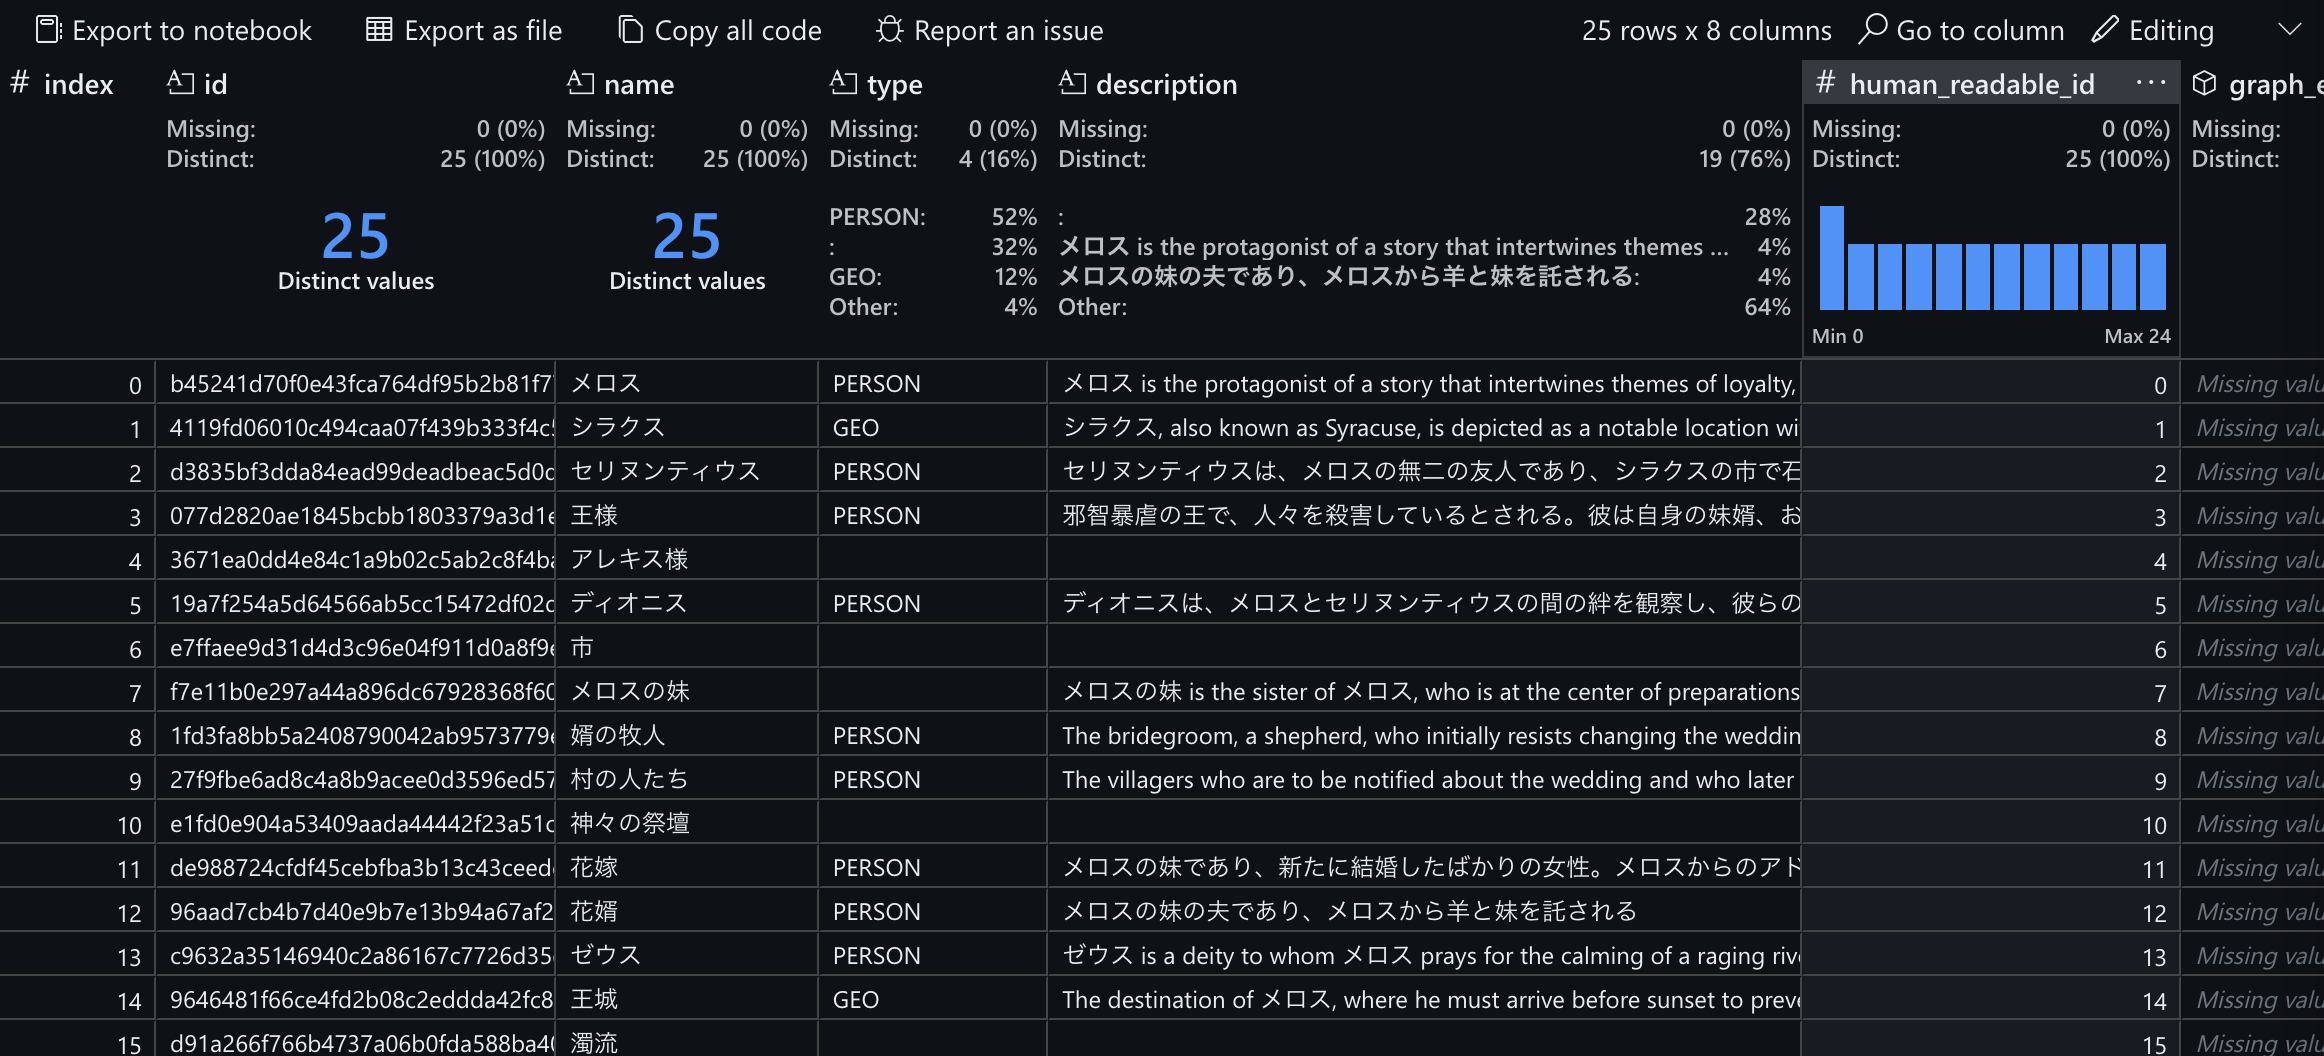 Export to notebook Export as file Copy all code Report an issue 25 rows x 8 columns Go to column Editing
# index id name type description # human_readable_id ··· graph_e
Missing: 0 (0%) Missing: 0 (0%) Missing: 0 (0%) Missing: 0 (0%) Missing: 0 (0%) Missing:
Distinct: 25 (100%) Distinct: 25 (100%) Distinct: 4 (16%) Distinct: 19 (76%) Distinct: 25 (100%) Distinct:
25 Distinct values
25 Distinct values
PERSON: 52% : 28%
: 32% メロス is the protagonist of a story that intertwines themes ... 4%
GEO: 12% メロスの妹の夫であり、メロスから羊と妹を託される: 4%
Other: 4% Other: 64%
Min 0 Max 24
0 b45241d70f0e43fca764df95b2b81f7 メロス PERSON メロス is the protagonist of a story that intertwines themes of loyalty, 0 Missing valu
1 4119fd06010c494caa07f439b333f4c5 シラクス GEO シラクス, also known as Syracuse, is depicted as a notable location wi 1 Missing valu
2 d3835bf3dda84ead99deadbeac5d0d セリヌンティウス PERSON セリヌンティウスは、メロスの無二の友人であり、シラクスの市で石 2 Missing valu
3 077d2820ae1845bcbb1803379a3d1e 王様 PERSON 邪智暴虐の王で、人々を殺害しているとされる。彼は自身の妹婿、お 3 Missing valu
4 3671ea0dd4e84c1a9b02c5ab2c8f4ba アレキス様 4 Missing valu
5 19a7f254a5d64566ab5cc15472df02c ディオニス PERSON ディオニスは、メロスとセリヌンティウスの間の絆を観察し、彼らの 5 Missing valu
6 e7ffaee9d31d4d3c96e04f911d0a8f9e 市 6 Missing valu
7 f7e11b0e297a44a896dc67928368f60 メロスの妹 メロスの妹 is the sister of メロス, who is at the center of preparations 7 Missing valu
8 1fd3fa8bb5a2408790042ab9573779e 婿の牧人 PERSON The bridegroom, a shepherd, who initially resists changing the weddin 8 Missing valu
9 27f9fbe6ad8c4a8b9acee0d3596ed57 村の人たち PERSON The villagers who are to be notified about the wedding and who later 9 Missing valu
10 e1fd0e904a53409aada44442f23a51c 神々の祭壇 10 Missing valu
11 de988724cfdf45cebfba3b13c43ceed 花嫁 PERSON メロスの妹であり、新たに結婚したばかりの女性。メロスからのアド 11 Missing valu
12 96aad7cb4b7d40e9b7e13b94a67af2 花婿 PERSON メロスの妹の夫であり、メロスから羊と妹を託される 12 Missing valu
13 c9632a35146940c2a86167c7726d35 ゼウス PERSON ゼウス is a deity to whom メロス prays for the calming of a raging riv 13 Missing valu
14 9646481f66ce4fd2b08c2eddda42fc8 王城 GEO The destination of メロス, where he must arrive before sunset to prev 14 Missing valu
15 d91a266f766b4737a06b0fda588ba40 濁流 15 Missing valu